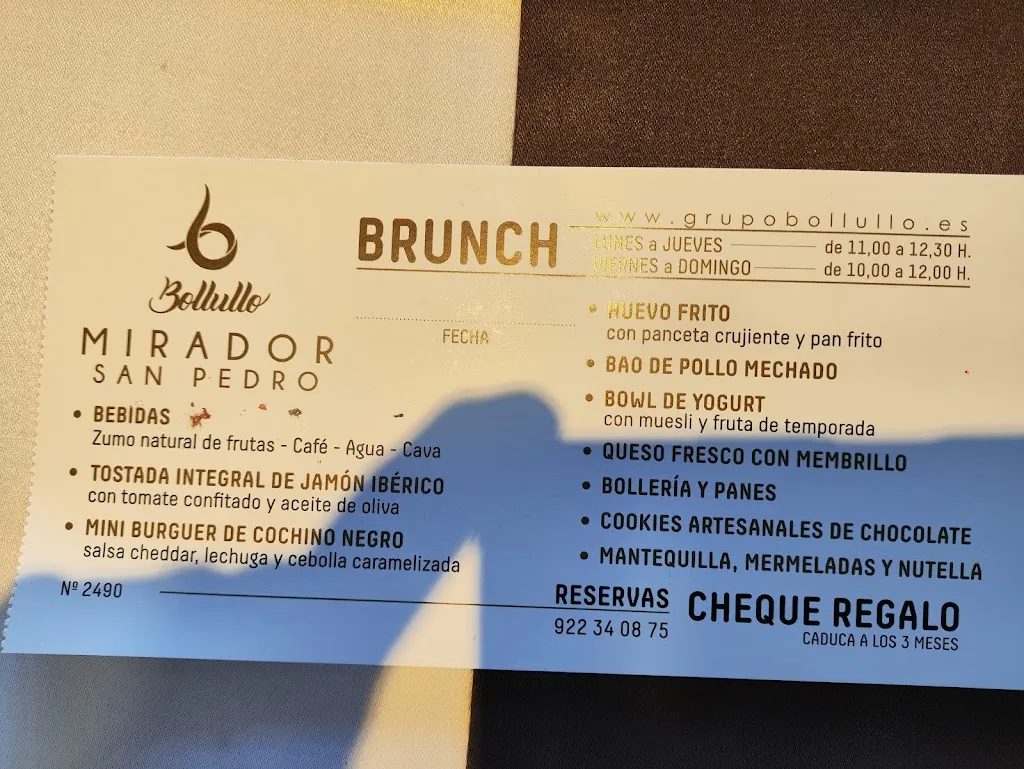 Bollullo
MIRADOR
SAN PEDRO
BRUNCH
www.grupobollullo.es
LUNES a JUEVES de 11,00 a 12,30 H.
VIERNES a DOMINGO de 10,00 a 12,00 H.
FECHA
• BEBIDAS
Zumo natural de frutas - Café - Agua - Cava
• TOSTADA INTEGRAL DE JAMÓN IBÉRICO
con tomate confitado y aceite de oliva
• MINI BURGUER DE COCHINO NEGRO
salsa cheddar, lechuga y cebolla caramelizada
• HUEVO FRITO
con panceta crujiente y pan frito
• BAO DE POLLO MECHADO
• BOWL DE YOGURT
con muesli y fruta de temporada
• QUESO FRESCO CON MEMBRILLO
• BOLLERÍA Y PANES
• COOKIES ARTESANALES DE CHOCOLATE
• MANTEQUILLA, MERMELADAS Y NUTELLA
Nº 2490
RESERVAS
922 34 08 75
CHEQUE REGALO
CADUCA A LOS 3 MESES